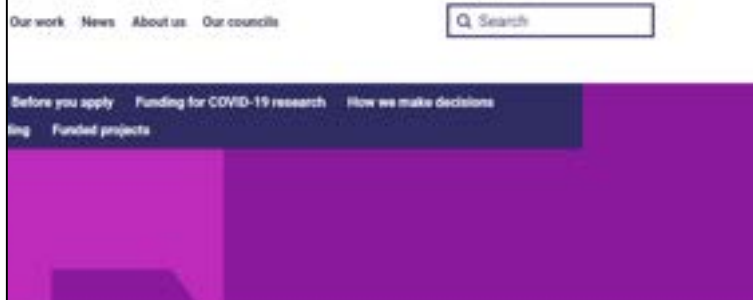 Our work News About us Our councils Search
Before you apply Funding for COVID-19 research How we make decisions
ding Funded projects